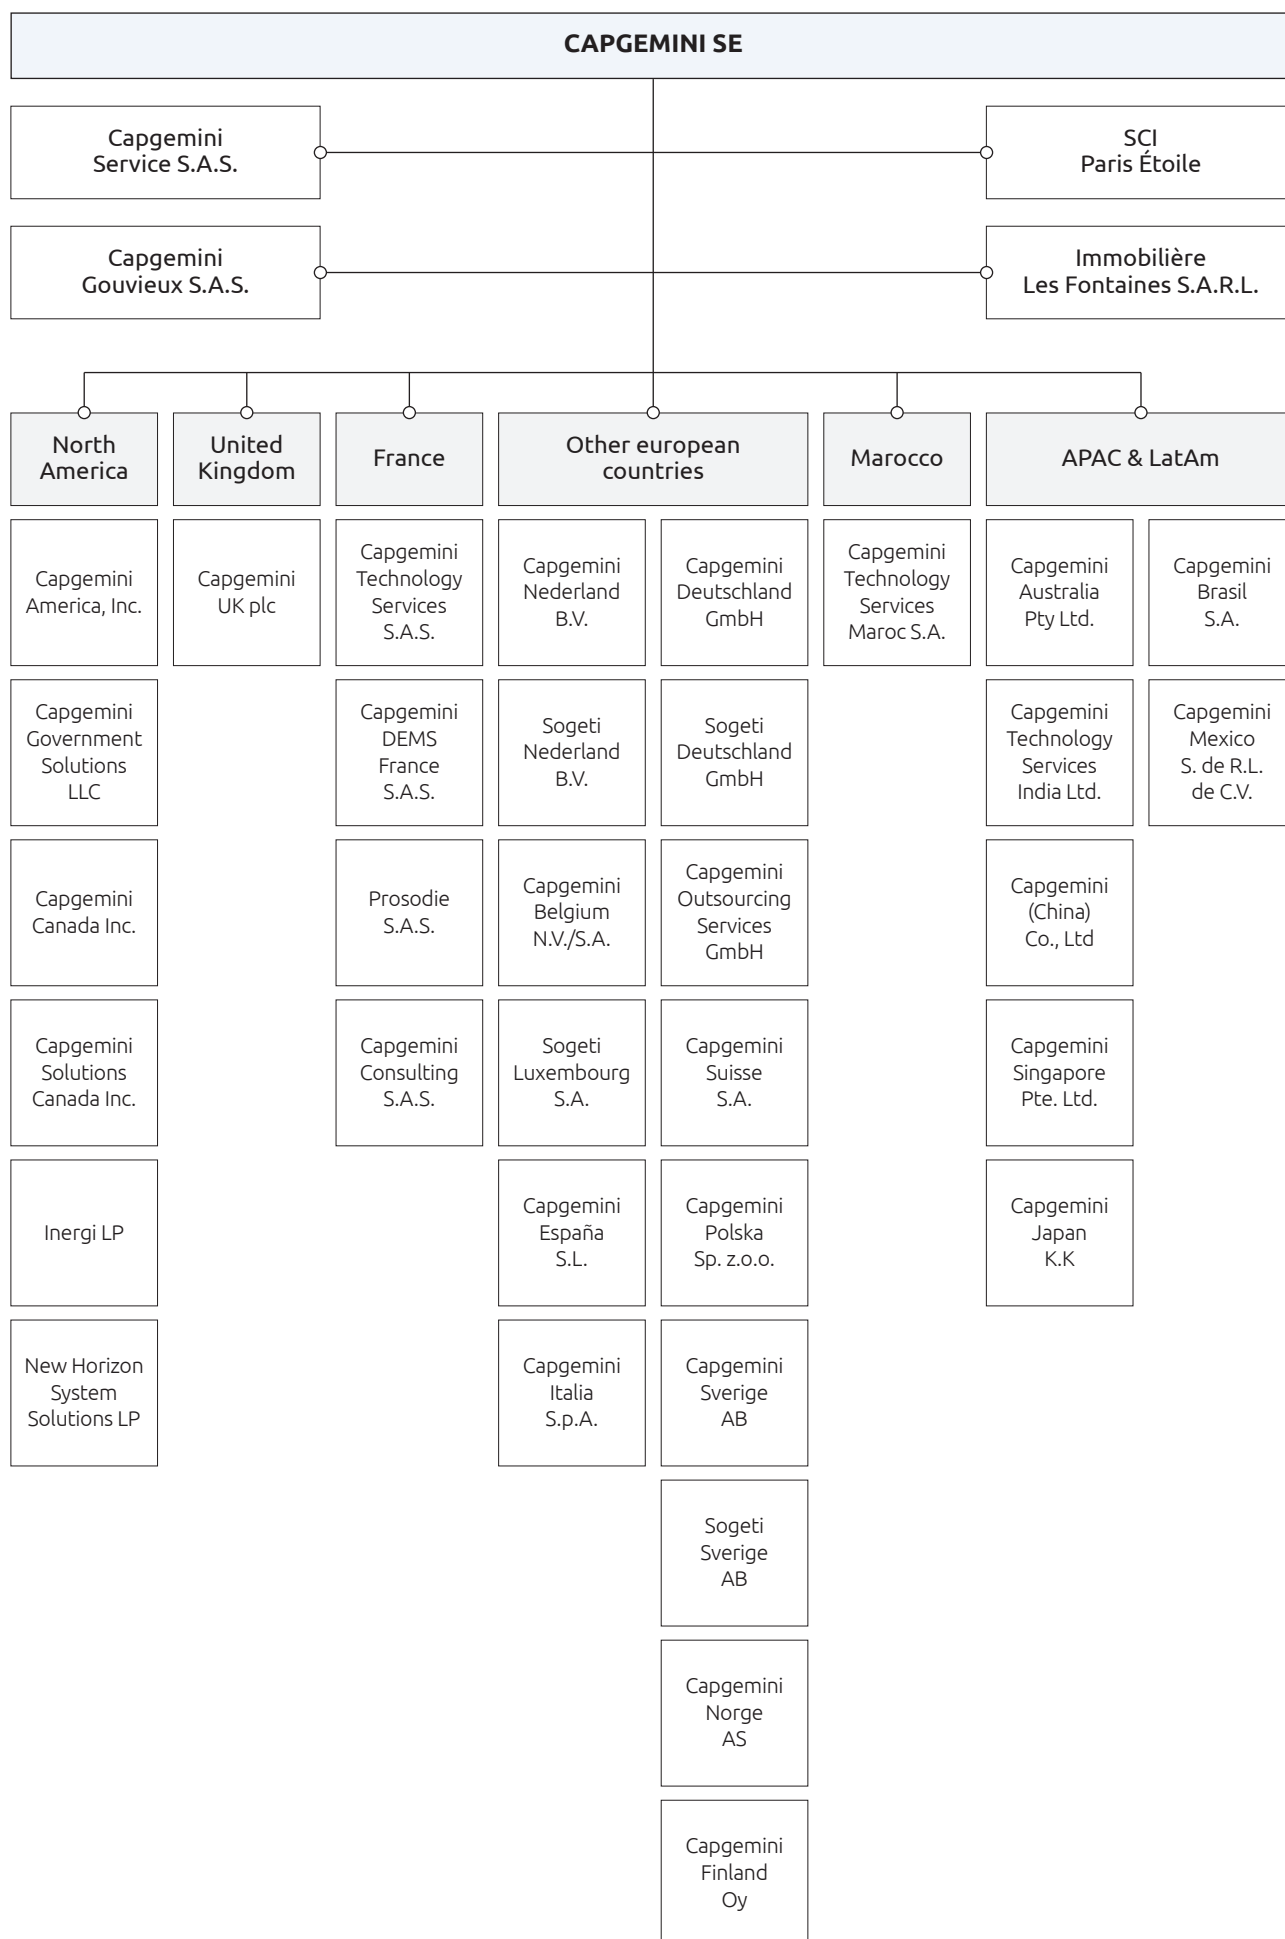 CAPGEMINI SE
Capgemini
Service S.A.S.
SCI
Paris Étoile
Capgemini
Gouvieux S.A.S.
Immobilière
Les Fontaines S.A.R.L.
North
America
United
Kingdom
France
Other european
countries
Marocco
APAC & LatAm
Capgemini
America, Inc.
Capgemini
UK plc
Capgemini
Technology
Services
S.A.S.
Capgemini
Nederland
B.V.
Capgemini
Deutschland
GmbH
Capgemini
Technology
Services
Maroc S.A.
Capgemini
Australia
Pty Ltd.
Capgemini
Brasil
S.A.
Capgemini
Government
Solutions
LLC
Capgemini
DEMS
France
S.A.S.
Sogeti
Nederland
B.V.
Sogeti
Deutschland
GmbH
Capgemini
Technology
Services
India Ltd.
Capgemini
Mexico
S. de R.L.
de C.V.
Capgemini
Canada Inc.
Prosodie
S.A.S.
Capgemini
Belgium
N.V./S.A.
Capgemini
Outsourcing
Services
GmbH
Capgemini
(China)
Co., Ltd
Capgemini
Solutions
Canada Inc.
Capgemini
Consulting
S.A.S.
Sogeti
Luxembourg
S.A.
Capgemini
Suisse
S.A.
Capgemini
Singapore
Pte. Ltd.
Inergi LP
Capgemini
España
S.L.
Capgemini
Polska
Sp. z.o.o.
Capgemini
Japan
K.K
New Horizon
System
Solutions LP
Capgemini
Italia
S.p.A.
Capgemini
Sverige
AB
Sogeti
Sverige
AB
Capgemini
Norge
AS
Capgemini
Finland
Oy